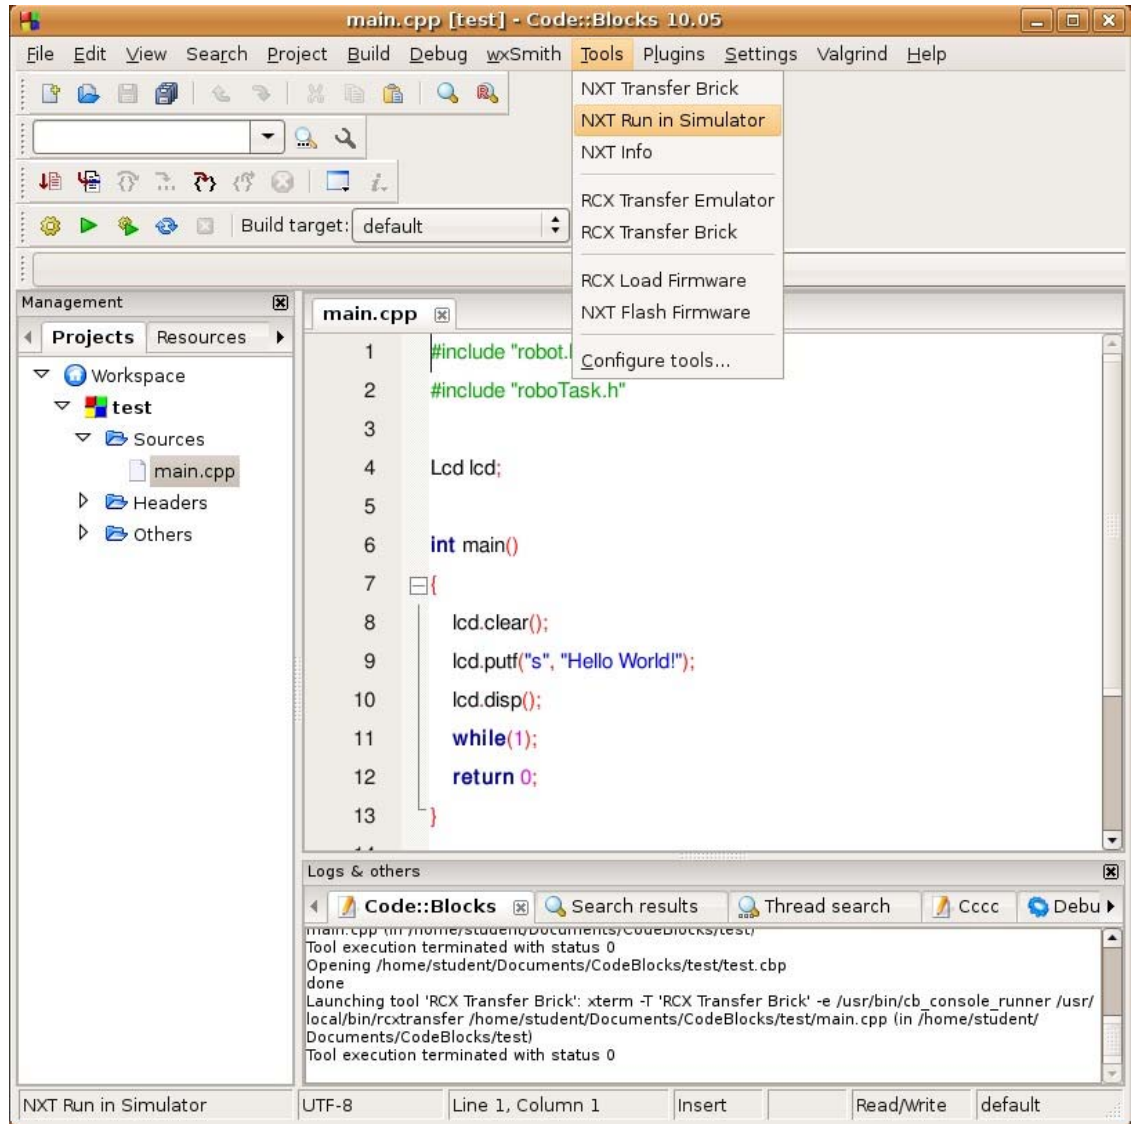 main.cpp [test] - Code::Blocks 10.05
File Edit View Search Project Build Debug wxSmith Tools Plugins Settings Valgrind Help
NXT Transfer Brick
NXT Run in Simulator
NXT Info
RCX Transfer Emulator
RCX Transfer Brick
RCX Load Firmware
NXT Flash Firmware
Configure tools...
Build target: default
Management
Projects Resources
Workspace
test
Sources
main.cpp
Headers
Others
main.cpp
1 #include "robot.
2 #include "roboTask.h"
3
4 Lcd lcd;
5
6 int main()
7 {
8 lcd.clear();
9 lcd.putf("s", "Hello World!");
10 lcd.disp();
11 while(1);
12 return 0;
13 }
Logs & others
Code::Blocks Search results Thread search Cccc Debu
main.cpp (in /home/student/Documents/CodeBlocks/test)
Tool execution terminated with status 0
Opening /home/student/Documents/CodeBlocks/test/test.cbp
done
Launching tool 'RCX Transfer Brick': xterm -T 'RCX Transfer Brick' -e /usr/bin/cb_console_runner /usr/
local/bin/rcxtransfer /home/student/Documents/CodeBlocks/test/main.cpp (in /home/student/
Documents/CodeBlocks/test)
Tool execution terminated with status 0
NXT Run in Simulator UTF-8 Line 1, Column 1 Insert Read/Write default